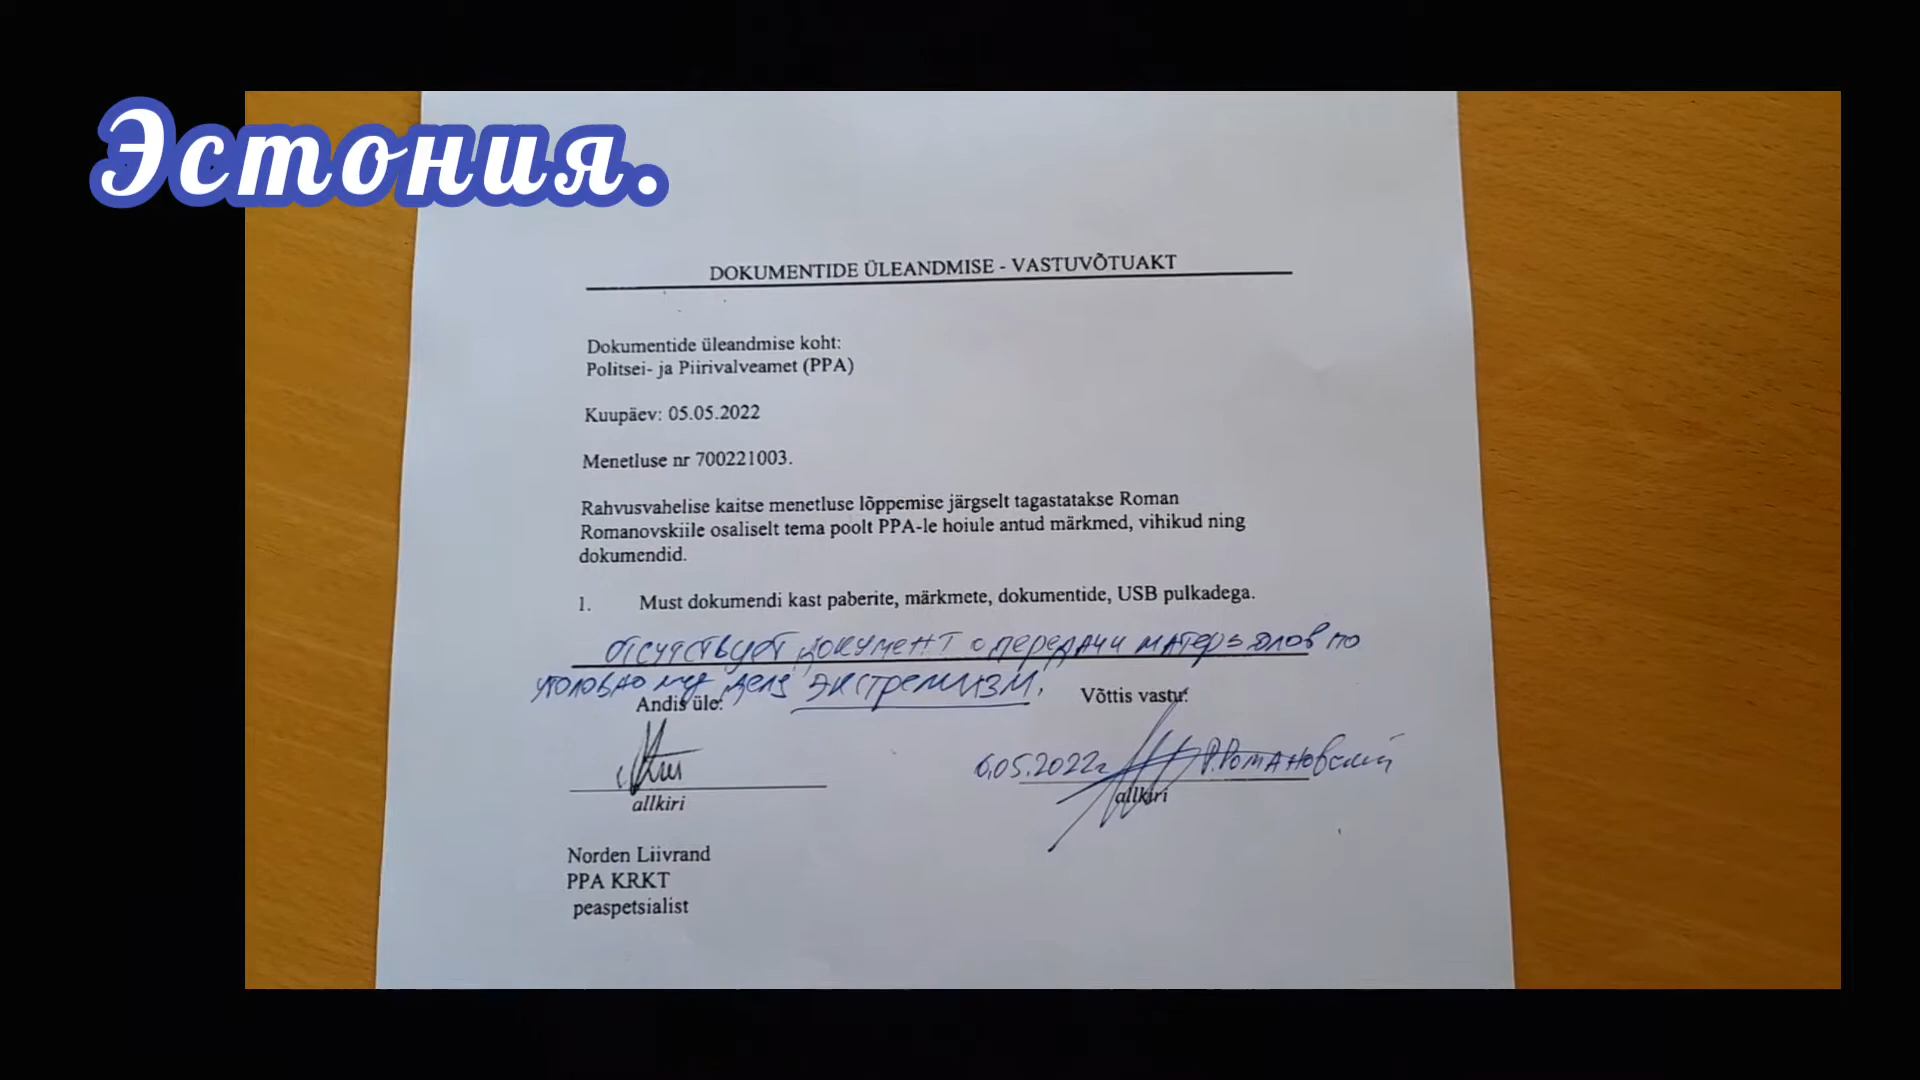 Эстония.
DOKUMENTIDE ÜLEANDMISE - VASTUVÕTUAKT
Dokumentide üleandmise koht:
Politsei- ja Piirivalveamet (PPA)
Kuupäev: 05.05.2022
Menetluse nr 700221003.
Rahvusvahelise kaitse menetluse lõppemise järgselt tagastatakse Roman
Romanovskiile osaliselt tema poolt PPA-le hoiule antud märkmed, vihikud ning
dokumendid.
1. Must dokumendi kast paberite, märkmete, dokumentide, USB pulkadega.
отсутствует документ о передачи матерьялов по
уголовному делу экстремизм.
Andis üle: Võttis vastu:
6.05.2022г Р.Романовский
allkiri allkiri
Norden Liivrand
PPA KRKT
peaspetsialist